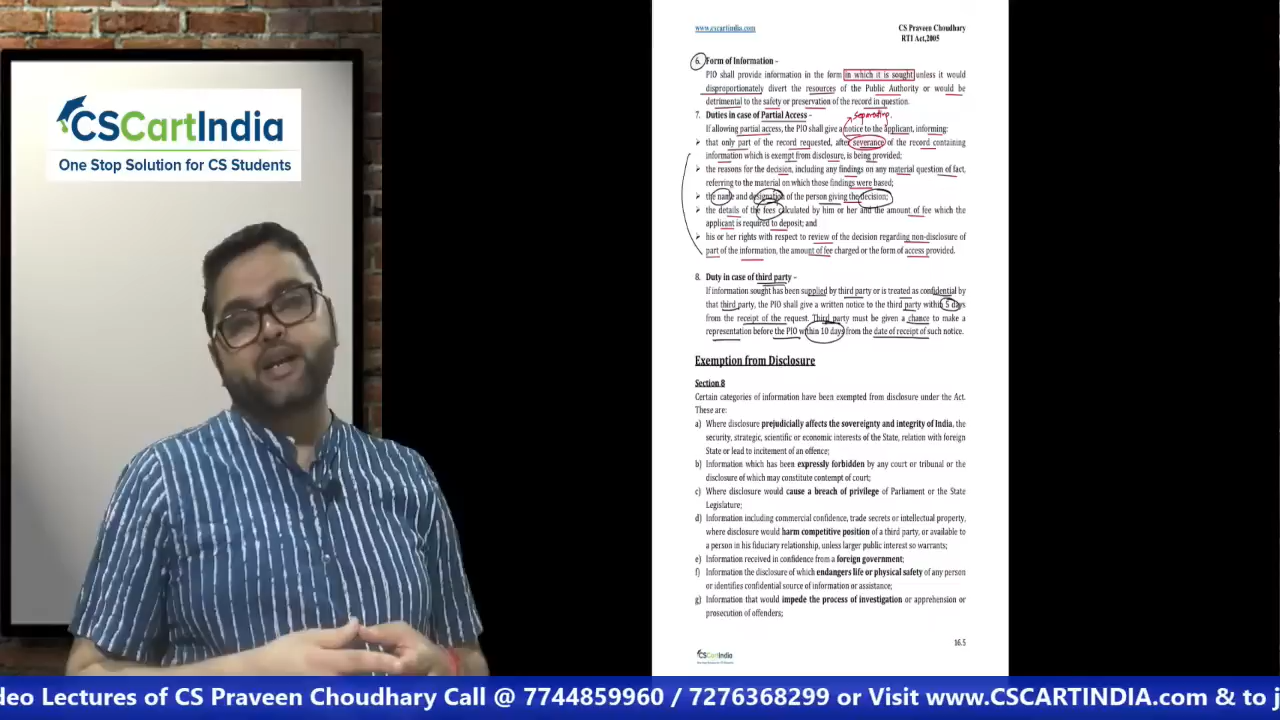 CSCartIndia
One Stop Solution for CS Students
www.cscartindia.com
CS Praveen Choudhary
RTI Act,2005
6. Form of Information -
PIO shall provide information in the form in which it is sought unless it would
disproportionately divert the resources of the Public Authority or would be
detrimental to the safety or preservation of the record in question.
7. Duties in case of Partial Access -
separating.
If allowing partial access, the PIO shall give a notice to the applicant, informing:
➢ that only part of the record requested, after severance of the record containing
information which is exempt from disclosure, is being provided;
➢ the reasons for the decision, including any findings on any material question of fact,
referring to the material on which those findings were based;
➢ the name and designation of the person giving the decision;
➢ the details of the fees calculated by him or her and the amount of fee which the
applicant is required to deposit; and
➢ his or her rights with respect to review of the decision regarding non-disclosure of
part of the information, the amount of fee charged or the form of access provided.
8. Duty in case of third party -
If information sought has been supplied by third party or is treated as confidential by
that third party, the PIO shall give a written notice to the third party within 5 days
from the receipt of the request. Third party must be given a chance to make a
representation before the PIO within 10 days from the date of receipt of such notice.
Exemption from Disclosure
Section 8
Certain categories of information have been exempted from disclosure under the Act.
These are:
a) Where disclosure prejudicially affects the sovereignty and integrity of India, the
security, strategic, scientific or economic interests of the State, relation with foreign
State or lead to incitement of an offence;
b) Information which has been expressly forbidden by any court or tribunal or the
disclosure of which may constitute contempt of court;
c) Where disclosure would cause a breach of privilege of Parliament or the State
Legislature;
d) Information including commercial confidence, trade secrets or intellectual property,
where disclosure would harm competitive position of a third party, or available to
a person in his fiduciary relationship, unless larger public interest so warrants;
e) Information received in confidence from a foreign government;
f) Information the disclosure of which endangers life or physical safety of any person
or identifies confidential source of information or assistance;
g) Information that would impede the process of investigation or apprehension or
prosecution of offenders;
16.5
CSCartIndia
deo Lectures of CS Praveen Choudhary Call @ 7744859960 / 7276368299 or Visit www.CSCARTINDIA.com & to j